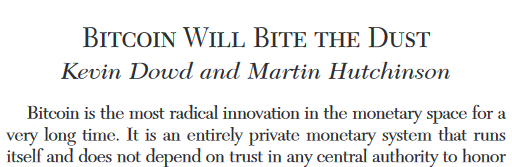 Bitcoin Will Bite the Dust
Kevin Dowd and Martin Hutchinson
Bitcoin is the most radical innovation in the monetary space for a
very long time. It is an entirely private monetary system that runs
itself and does not depend on trust in any central authority to honor